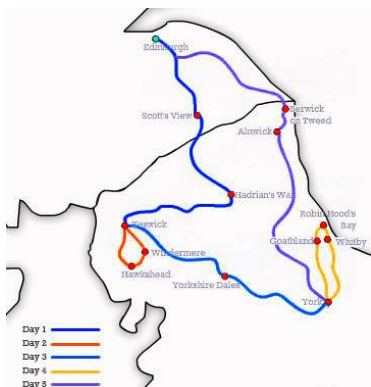 Edinburgh
Berwick
on Tweed
Scott's View
Alnwick
Hadrian's Wa
Robin Hood's
Bay
Keswick
Goathland
Whitby
Windermere
Hawkshead
Yorkshire Dales
York
Day 1
Day 2
Day 3
Day 4
Day 5